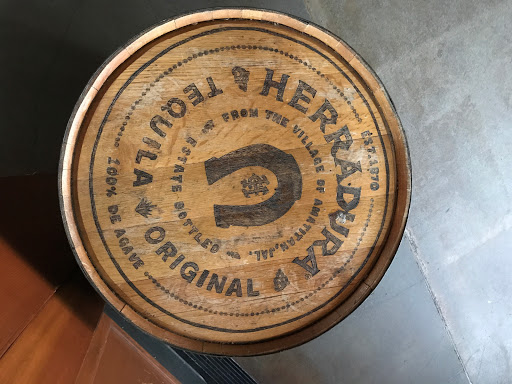 HERRADURA
ORIGINAL
TEQUILA
EST. 1870
100% DE AGAVE
FROM THE VILLAGE OF AMATITAN, JAL.
ESTATE BOTTLED